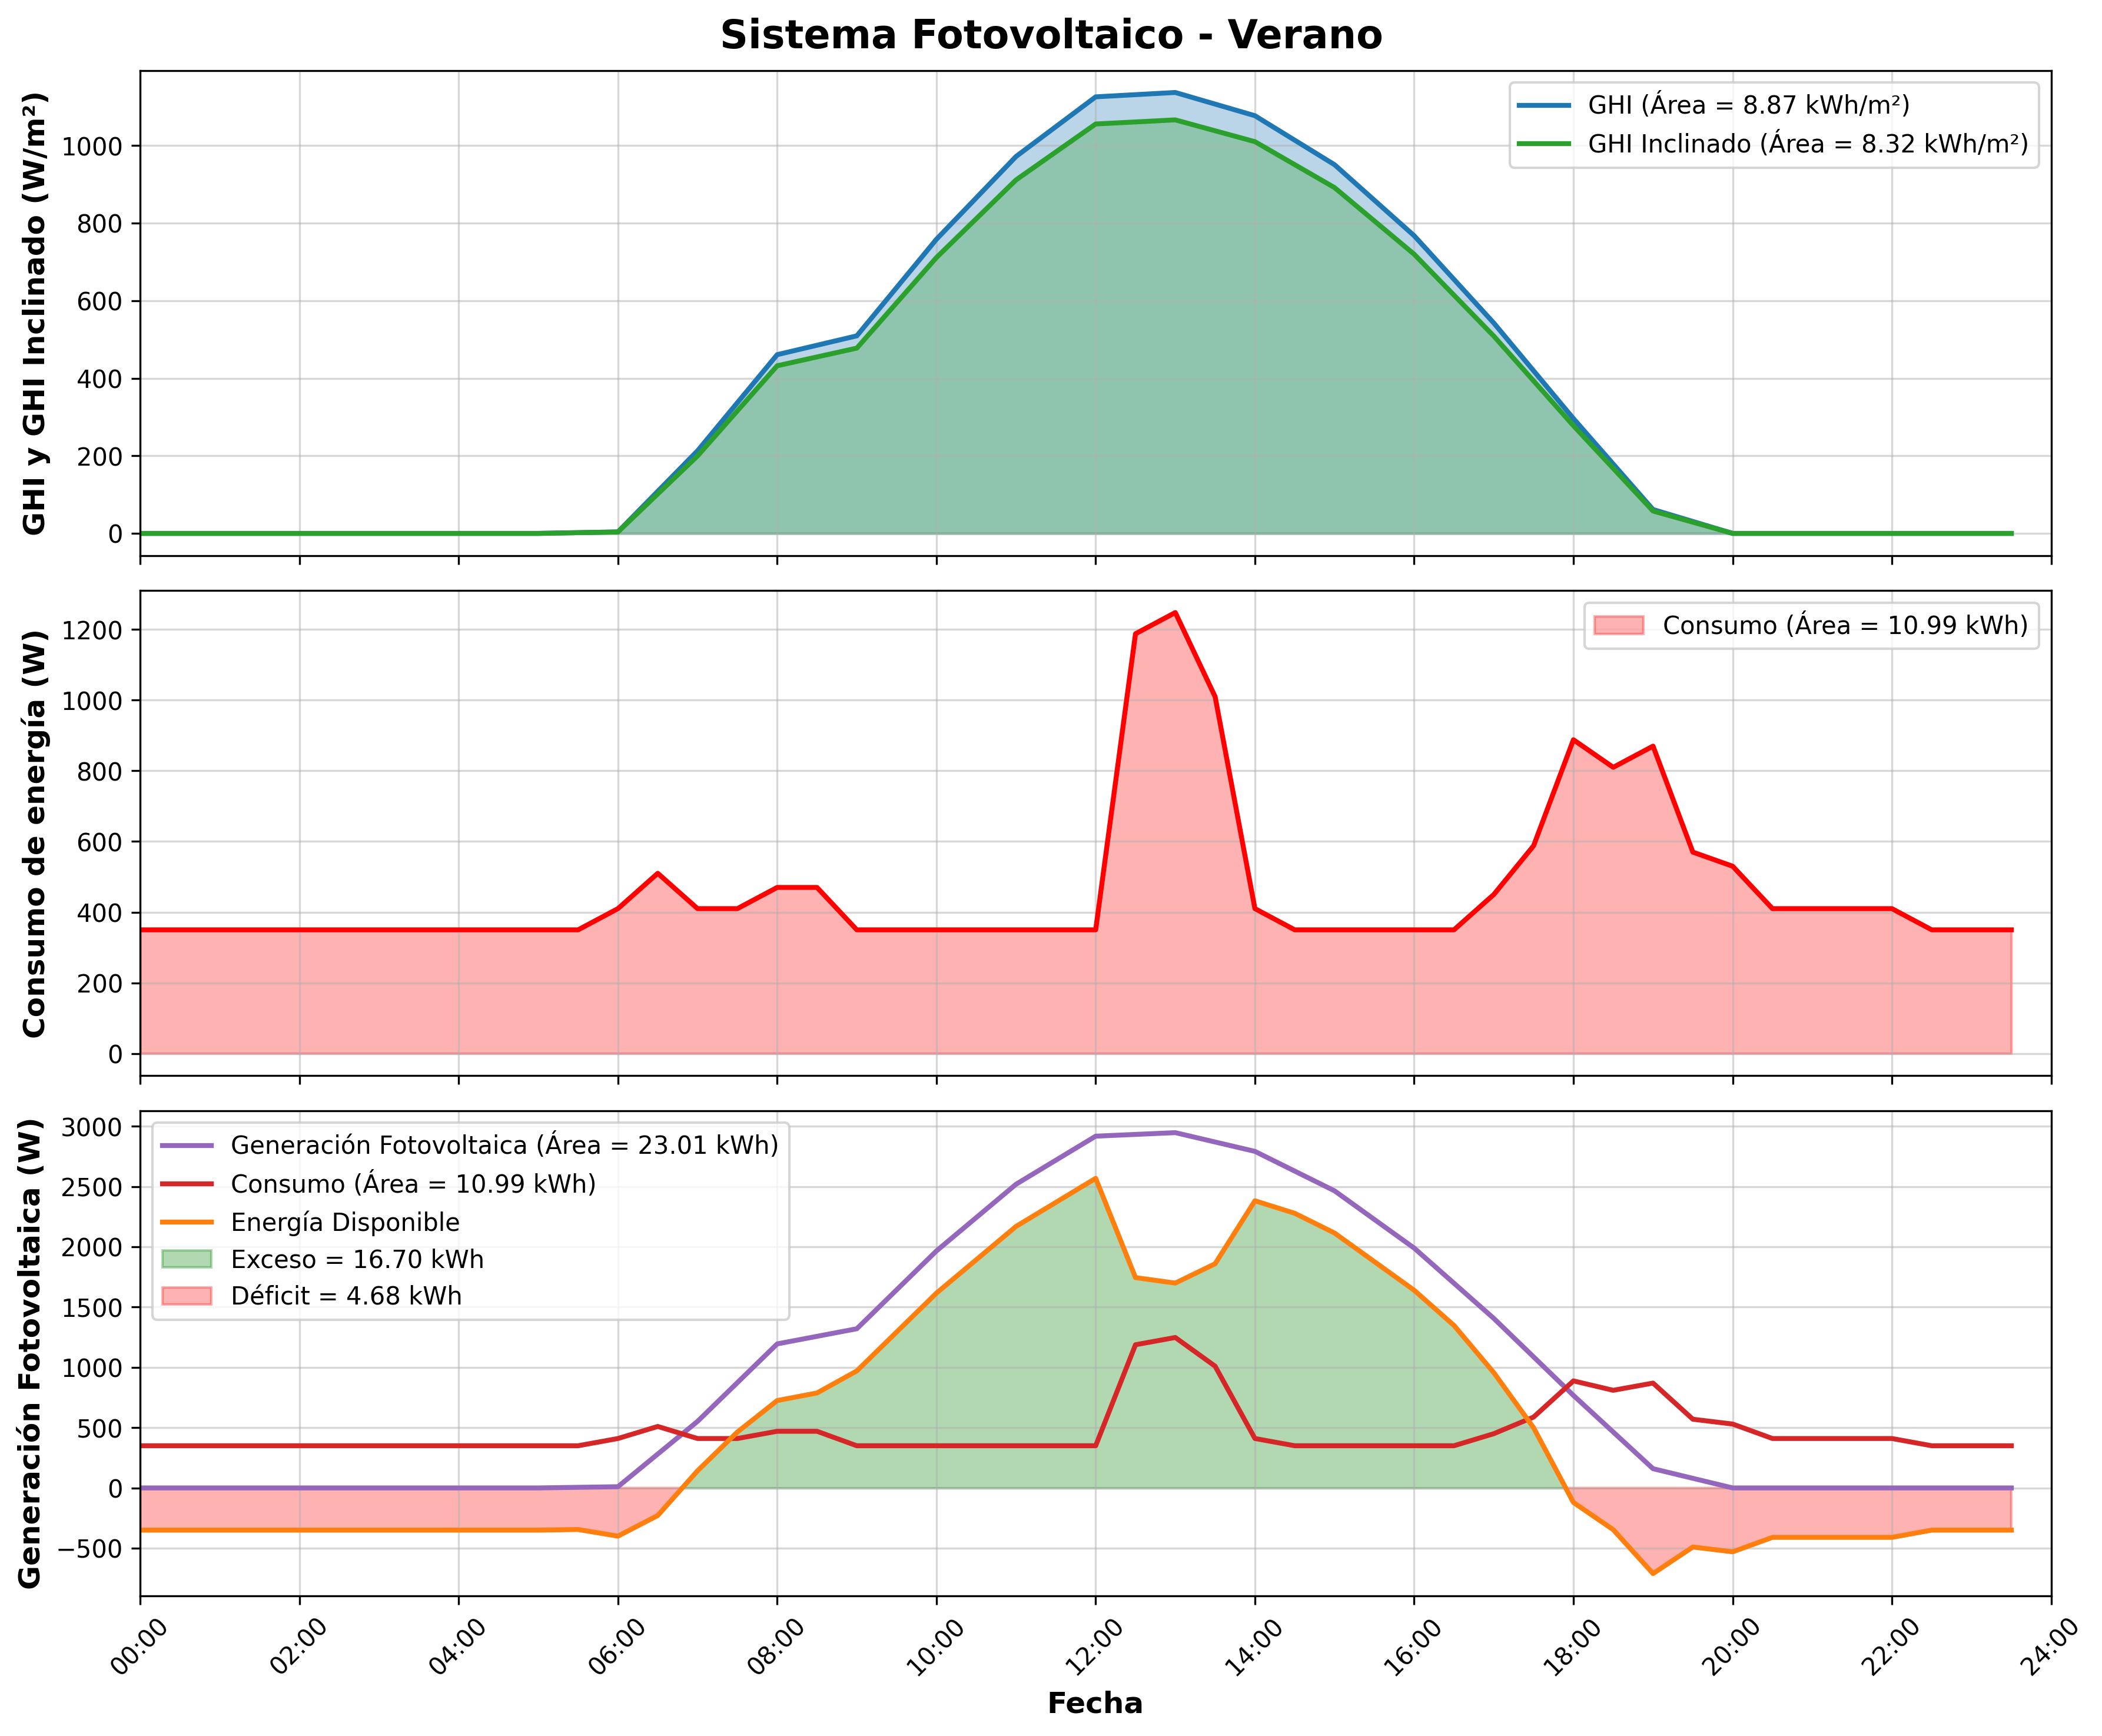 Sistema Fotovoltaico - Verano
GHI y GHI Inclinado (W/m²)
1000
800
600
400
200
0
GHI (Área = 8.87 kWh/m²)
GHI Inclinado (Área = 8.32 kWh/m²)
Consumo de energía (W)
1200
1000
800
600
400
200
0
Consumo (Área = 10.99 kWh)
Generación Fotovoltaica (W)
3000
2500
2000
1500
1000
500
0
−500
Generación Fotovoltaica (Área = 23.01 kWh)
Consumo (Área = 10.99 kWh)
Energía Disponible
Exceso = 16.70 kWh
Déficit = 4.68 kWh
00:00
02:00
04:00
06:00
08:00
10:00
12:00
14:00
16:00
18:00
20:00
22:00
24:00
Fecha